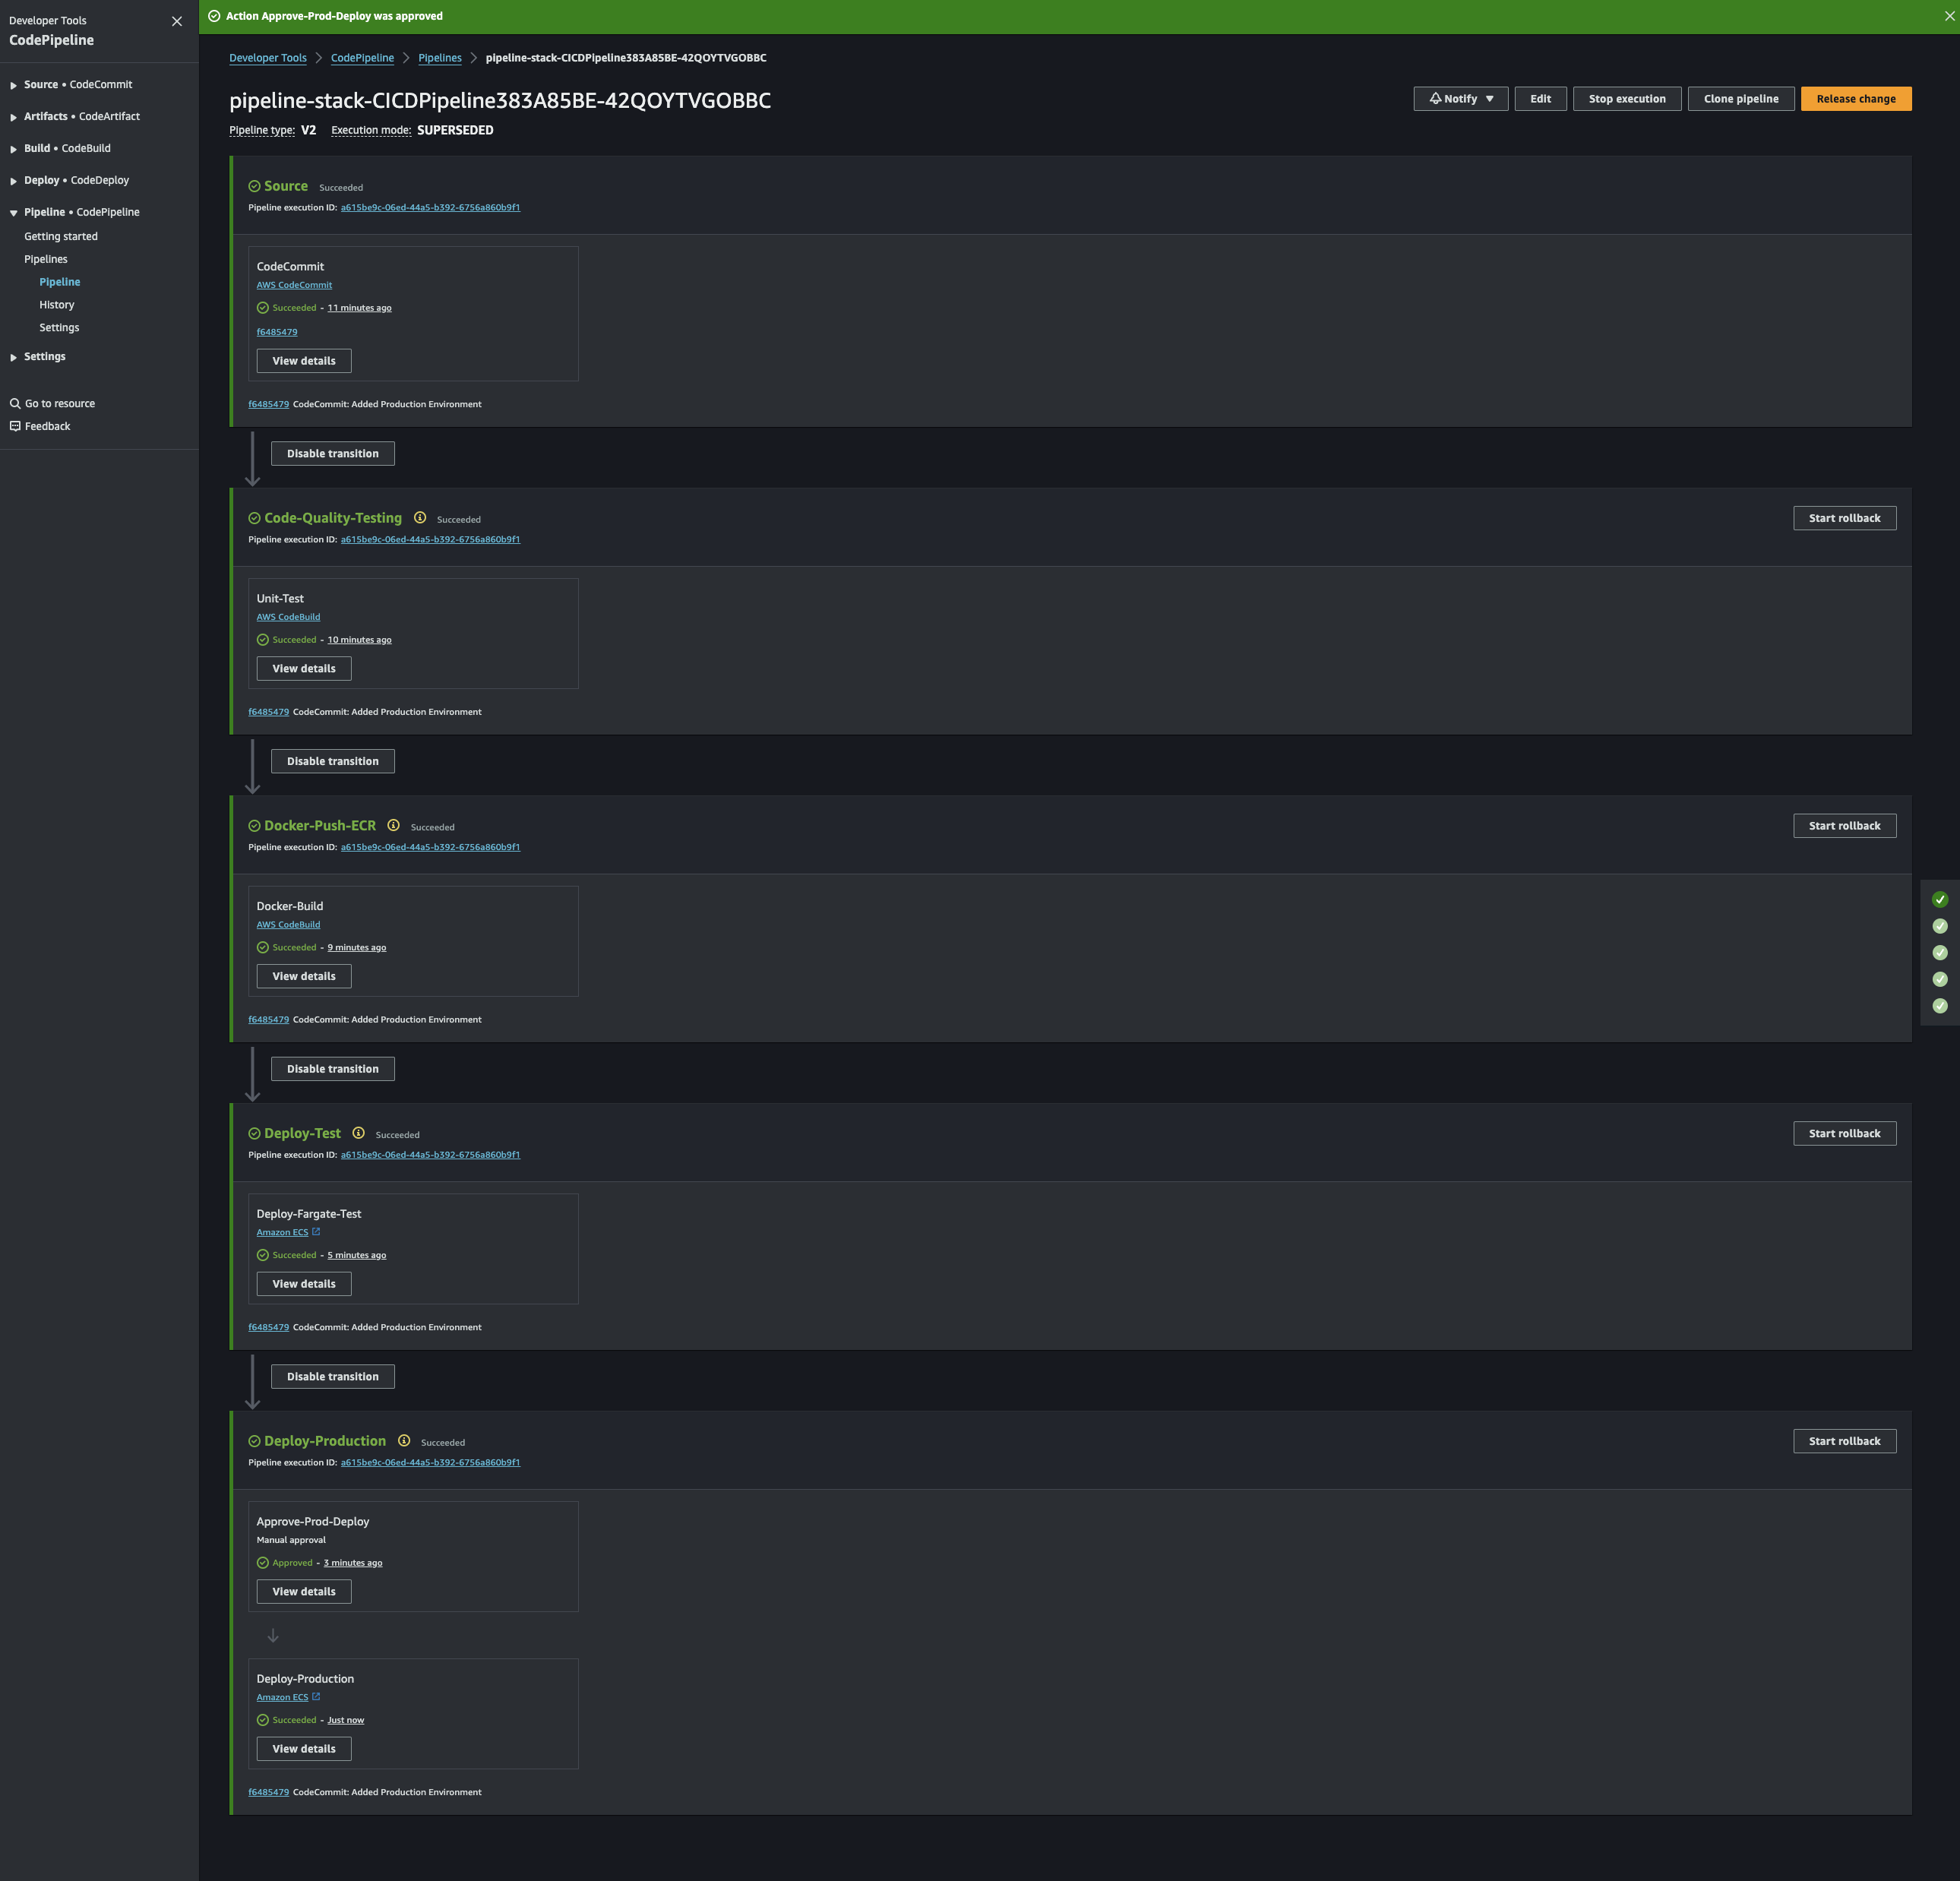 Developer Tools
CodePipeline
Source • CodeCommit
Artifacts • CodeArtifact
Build • CodeBuild
Deploy • CodeDeploy
Pipeline • CodePipeline
Getting started
Pipelines
Pipeline
History
Settings
Settings
Go to resource
Feedback
Action Approve-Prod-Deploy was approved
Developer Tools > CodePipeline > Pipelines > pipeline-stack-CICDPipeline383A85BE-42QOYTVGOBBC
pipeline-stack-CICDPipeline383A85BE-42QOYTVGOBBC
Notify Edit Stop execution Clone pipeline Release change
Pipeline type: V2 Execution mode: SUPERSEDED
Source Succeeded
Pipeline execution ID: a615be9c-06ed-44a5-b392-6756a860b9f1
CodeCommit
AWS CodeCommit
Succeeded - 11 minutes ago
f6485479
View details
f6485479 CodeCommit: Added Production Environment
Disable transition
Code-Quality-Testing Succeeded
Start rollback
Pipeline execution ID: a615be9c-06ed-44a5-b392-6756a860b9f1
Unit-Test
AWS CodeBuild
Succeeded - 10 minutes ago
View details
f6485479 CodeCommit: Added Production Environment
Disable transition
Docker-Push-ECR Succeeded
Start rollback
Pipeline execution ID: a615be9c-06ed-44a5-b392-6756a860b9f1
Docker-Build
AWS CodeBuild
Succeeded - 9 minutes ago
View details
f6485479 CodeCommit: Added Production Environment
Disable transition
Deploy-Test Succeeded
Start rollback
Pipeline execution ID: a615be9c-06ed-44a5-b392-6756a860b9f1
Deploy-Fargate-Test
Amazon ECS
Succeeded - 5 minutes ago
View details
f6485479 CodeCommit: Added Production Environment
Disable transition
Deploy-Production Succeeded
Start rollback
Pipeline execution ID: a615be9c-06ed-44a5-b392-6756a860b9f1
Approve-Prod-Deploy
Manual approval
Approved - 3 minutes ago
View details
Deploy-Production
Amazon ECS
Succeeded - Just now
View details
f6485479 CodeCommit: Added Production Environment